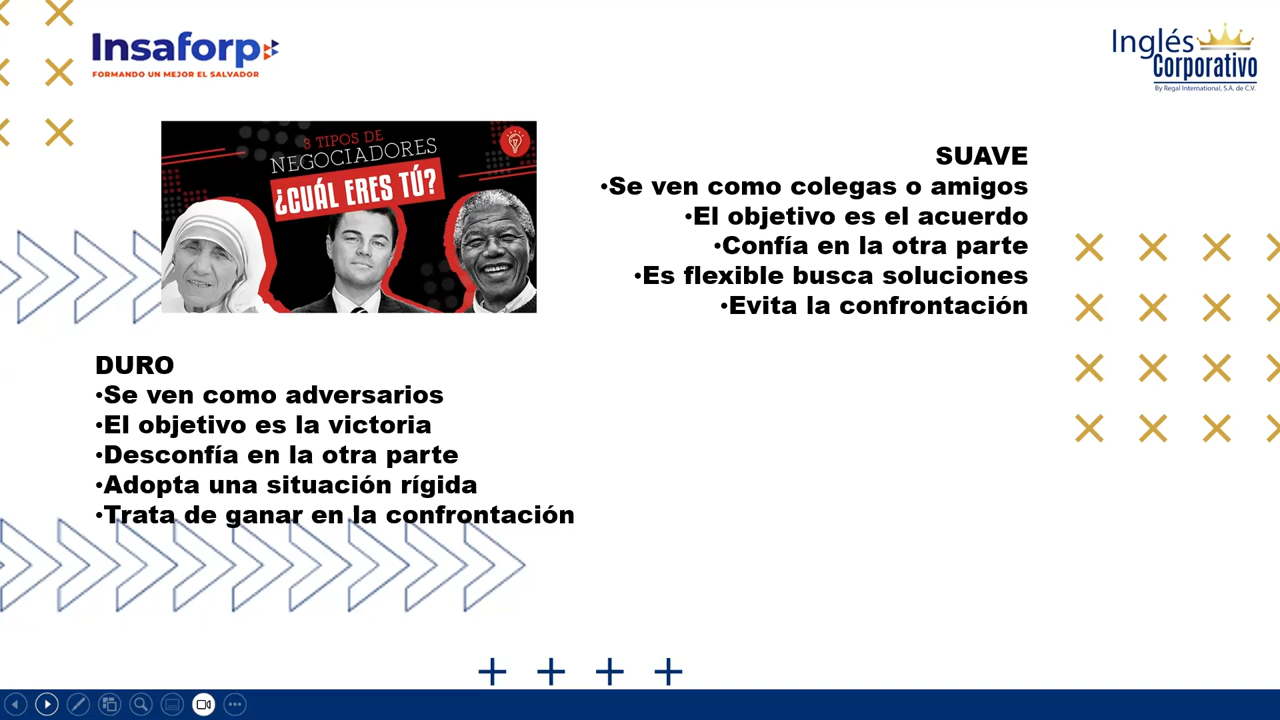 Insaforp
FORMANDO UN MEJOR EL SALVADOR
Inglés
Corporativo
By Regal International, S.A. de C.V.
8 TIPOS DE
NEGOCIADORES
¿CUÁL ERES TÚ?
SUAVE
•Se ven como colegas o amigos
•El objetivo es el acuerdo
•Confía en la otra parte
•Es flexible busca soluciones
•Evita la confrontación
DURO
•Se ven como adversarios
•El objetivo es la victoria
•Desconfía en la otra parte
•Adopta una situación rígida
•Trata de ganar en la confrontación